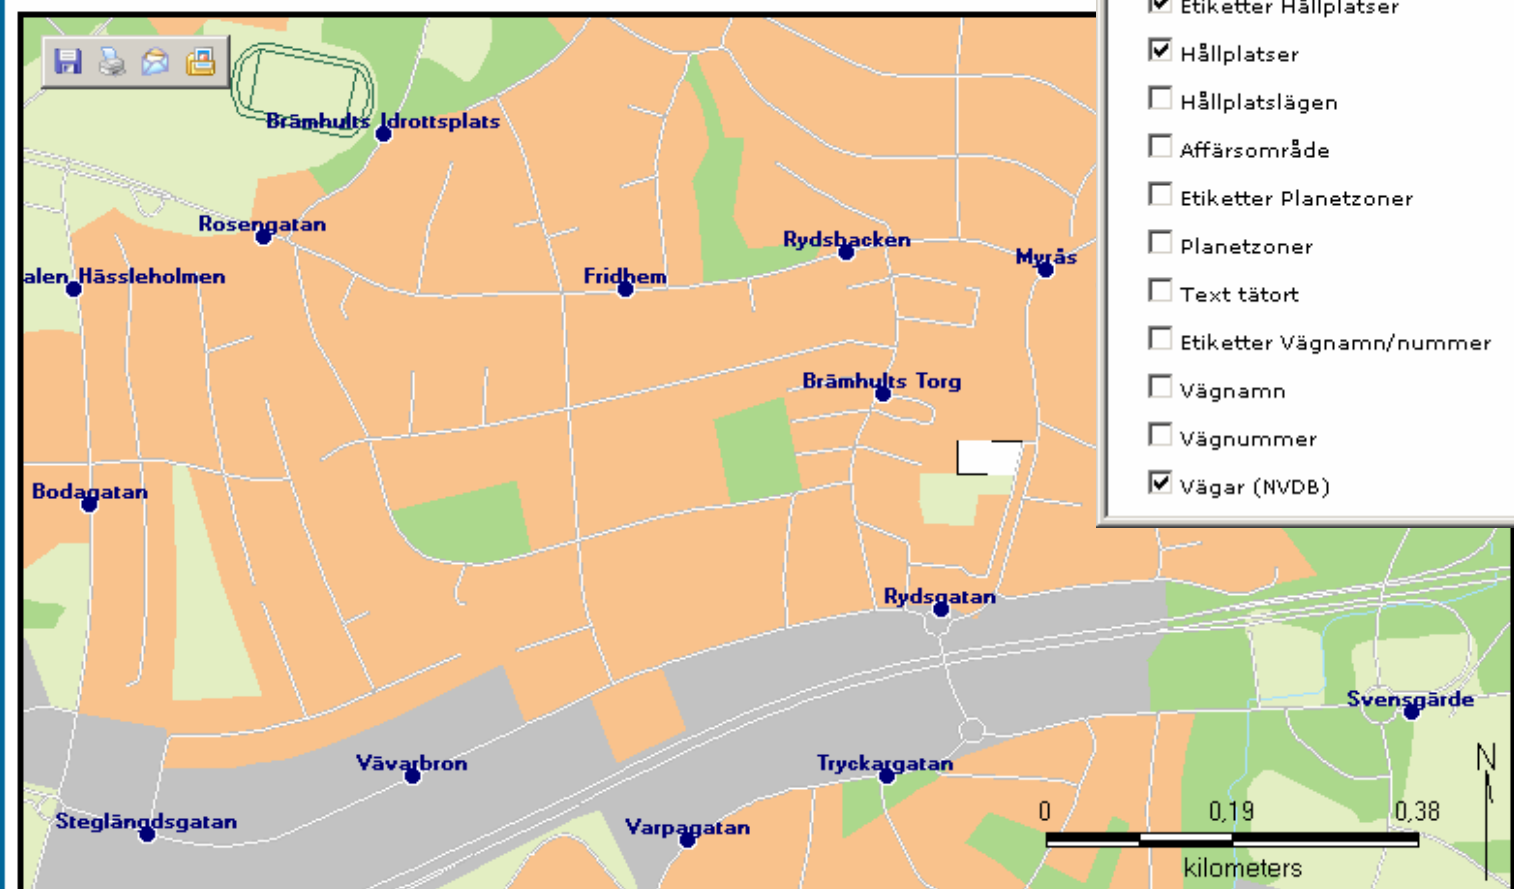 Etiketter Hållplatser
Hållplatser
Hållplatslägen
Affärsområde
Etiketter Planetzoner
Planetzoner
Text tätort
Etiketter Vägnamn/nummer
Vägnamn
Vägnummer
Vägar (NVDB)
Brämhults Idrottsplats
Rosengatan
Rydsbacken
Myrås
alen Hässleholmen
Fridhem
Brämhults Torg
Bodagatan
Rydsgatan
Svensgärde
Vävarbron
Tryckargatan
Steglängdsgatan
Varpagatan
N
0 0,19 0,38
kilometers